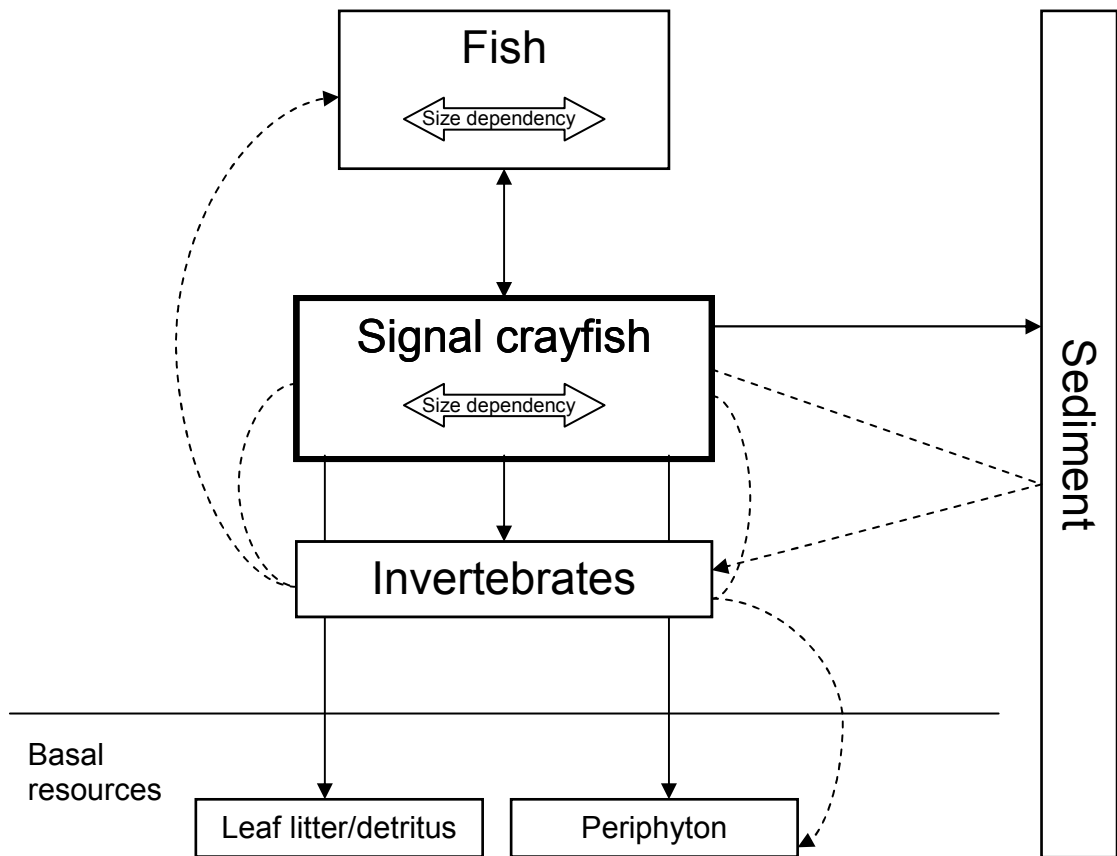 Fish
Size dependency
Signal crayfish
Size dependency
Sediment
Invertebrates
Basal
resources
Leaf litter/detritus
Periphyton